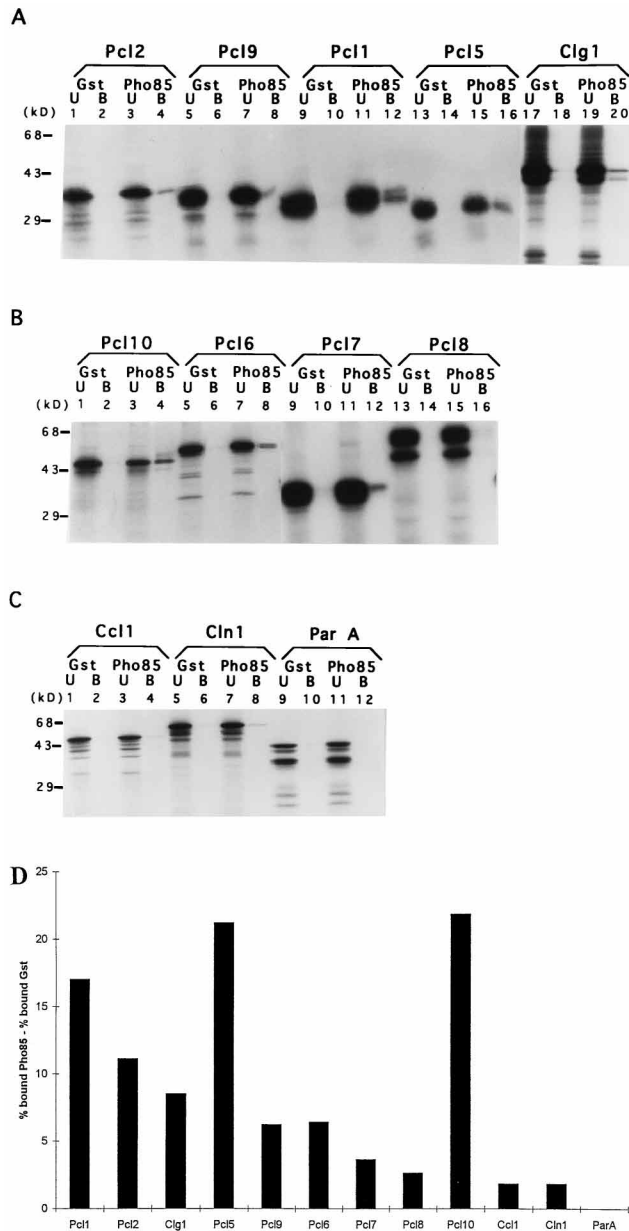 A
Pcl2 Pcl9 Pcl1 Pcl5 Clg1
Gst Pho85 Gst Pho85 Gst Pho85 Gst Pho85 Gst Pho85
U B U B U B U B U B U B U B U B U B U B
(kD) 1 2 3 4 5 6 7 8 9 10 11 12 13 14 15 16 17 18 19 20
68
43
29
B
Pcl10 Pcl6 Pcl7 Pcl8
Gst Pho85 Gst Pho85 Gst Pho85 Gst Pho85
U B U B U B U B U B U B U B U B
(kD) 1 2 3 4 5 6 7 8 9 10 11 12 13 14 15 16
68
43
29
C
Ccl1 Cln1 Par A
Gst Pho85 Gst Pho85 Gst Pho85
U B U B U B U B U B U B
(kD) 1 2 3 4 5 6 7 8 9 10 11 12
68
43
29
D
25
20
15
10
5
0
% bound Pho85 - % bound Gst
Pcl1 Pcl2 Clg1 Pcl5 Pcl9 Pcl6 Pcl7 Pcl8 Pcl10 Ccl1 Cln1 ParA